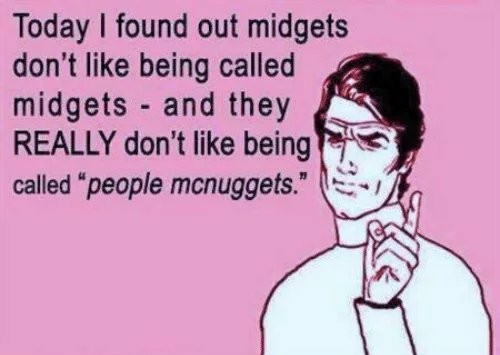 Today I found out midgets
don't like being called
midgets - and they
REALLY don't like being
called "people mcnuggets."